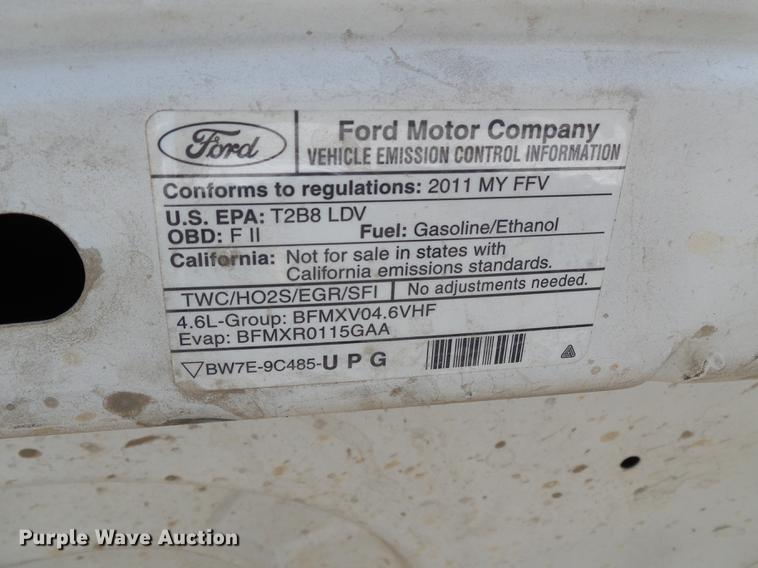 Ford
Ford Motor Company
VEHICLE EMISSION CONTROL INFORMATION
Conforms to regulations: 2011 MY FFV
U.S. EPA: T2B8 LDV
OBD: F II Fuel: Gasoline/Ethanol
California: Not for sale in states with
California emissions standards.
TWC/HO2S/EGR/SFI No adjustments needed.
4.6L-Group: BFMXV04.6VHF
Evap: BFMXR0115GAA
BW7E-9C485-U P G
Purple Wave Auction